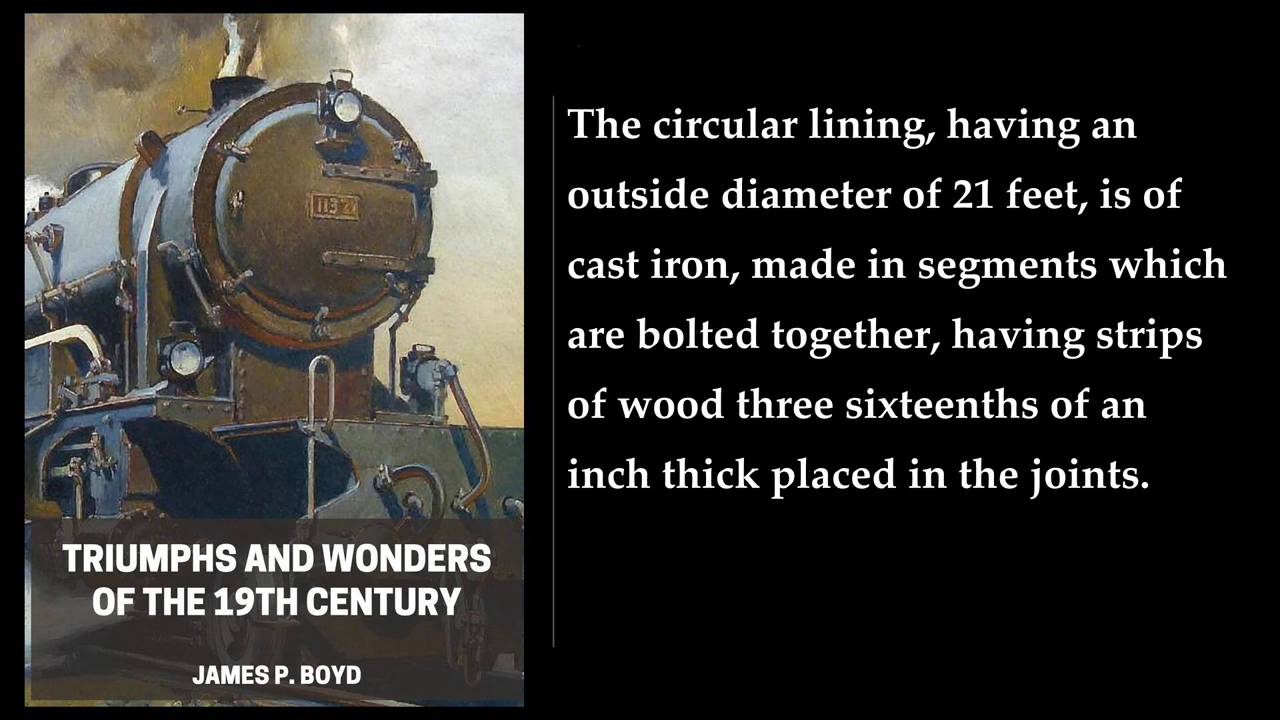 The circular lining, having an
outside diameter of 21 feet, is of
cast iron, made in segments which
are bolted together, having strips
of wood three sixteenths of an
inch thick placed in the joints.
TRIUMPHS AND WONDERS
OF THE 19TH CENTURY
JAMES P. BOYD